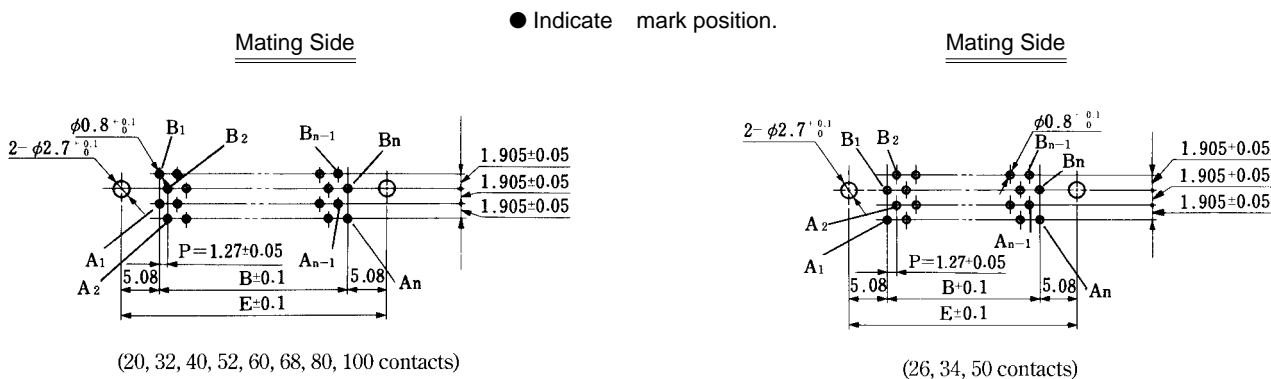 ● Indicate mark position.
Mating Side
φ0.8 +0.1 0
B1
B2
Bn-1
Bn
2-φ2.7 +0.1 0
1.905±0.05
1.905±0.05
1.905±0.05
A1
A2
P=1.27±0.05
An-1
An
5.08
B±0.1
5.08
E±0.1
(20, 32, 40, 52, 60, 68, 80, 100 contacts)
Mating Side
2-φ2.7 +0.1 0
B1
B2
φ0.8 +0.1 0
Bn-1
Bn
1.905+0.05
1.905+0.05
1.905±0.05
A2
A1
An-1
P=1.27±0.05
An
5.08
B+0.1
5.08
E±0.1
(26, 34, 50 contacts)